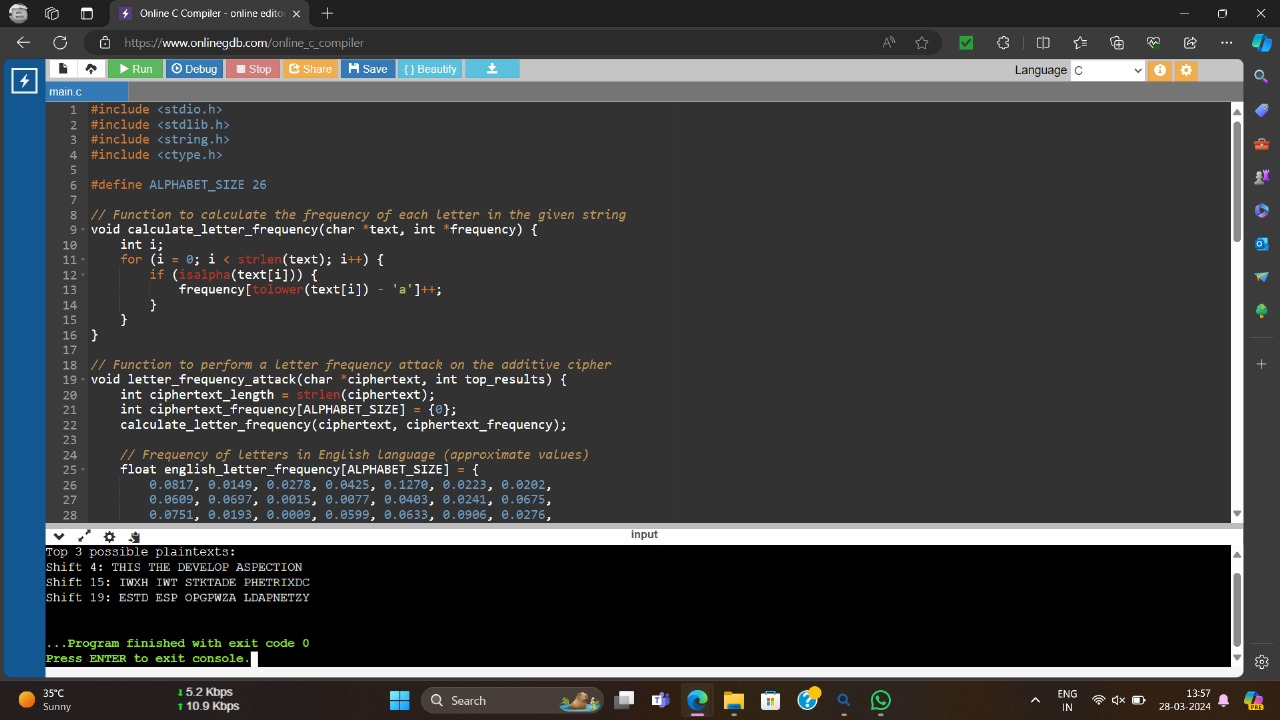 Online C Compiler - online edito
https://www.onlinegdb.com/online_c_compiler
Run Debug Stop Share Save { } Beautify
Language C
main.c
1 #include <stdio.h>
2 #include <stdlib.h>
3 #include <string.h>
4 #include <ctype.h>
5
6 #define ALPHABET_SIZE 26
7
8 // Function to calculate the frequency of each letter in the given string
9 void calculate_letter_frequency(char *text, int *frequency) {
10 int i;
11 for (i = 0; i < strlen(text); i++) {
12 if (isalpha(text[i])) {
13 frequency[tolower(text[i]) - 'a']++;
14 }
15 }
16 }
17
18 // Function to perform a letter frequency attack on the additive cipher
19 void letter_frequency_attack(char *ciphertext, int top_results) {
20 int ciphertext_length = strlen(ciphertext);
21 int ciphertext_frequency[ALPHABET_SIZE] = {0};
22 calculate_letter_frequency(ciphertext, ciphertext_frequency);
23
24 // Frequency of letters in English language (approximate values)
25 float english_letter_frequency[ALPHABET_SIZE] = {
26 0.0817, 0.0149, 0.0278, 0.0425, 0.1270, 0.0223, 0.0202,
27 0.0609, 0.0697, 0.0015, 0.0077, 0.0403, 0.0241, 0.0675,
28 0.0751, 0.0193, 0.0009, 0.0599, 0.0633, 0.0906, 0.0276,
input
Top 3 possible plaintexts:
Shift 4: THIS THE DEVELOP ASPECTION
Shift 15: IWXH IWT STKTADE PHETRIXDC
Shift 19: ESTD ESP OPGPWZA LDAPNETZY
...Program finished with exit code 0
Press ENTER to exit console.
35°C
Sunny
5.2 Kbps
10.9 Kbps
Search
ENG
IN
13:57
28-03-2024